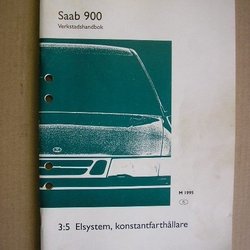 Saab 900
Verkstadshandbok
M 1995
3:5 Elsystem, konstantfarthållare